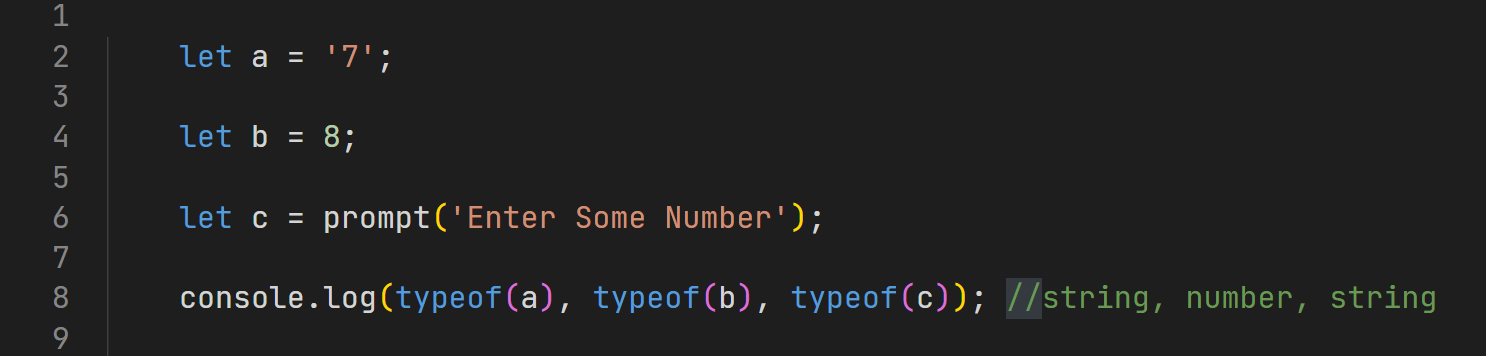 1
2 let a = '7';
3
4 let b = 8;
5
6 let c = prompt('Enter Some Number');
7
8 console.log(typeof(a), typeof(b), typeof(c)); //string, number, string
9